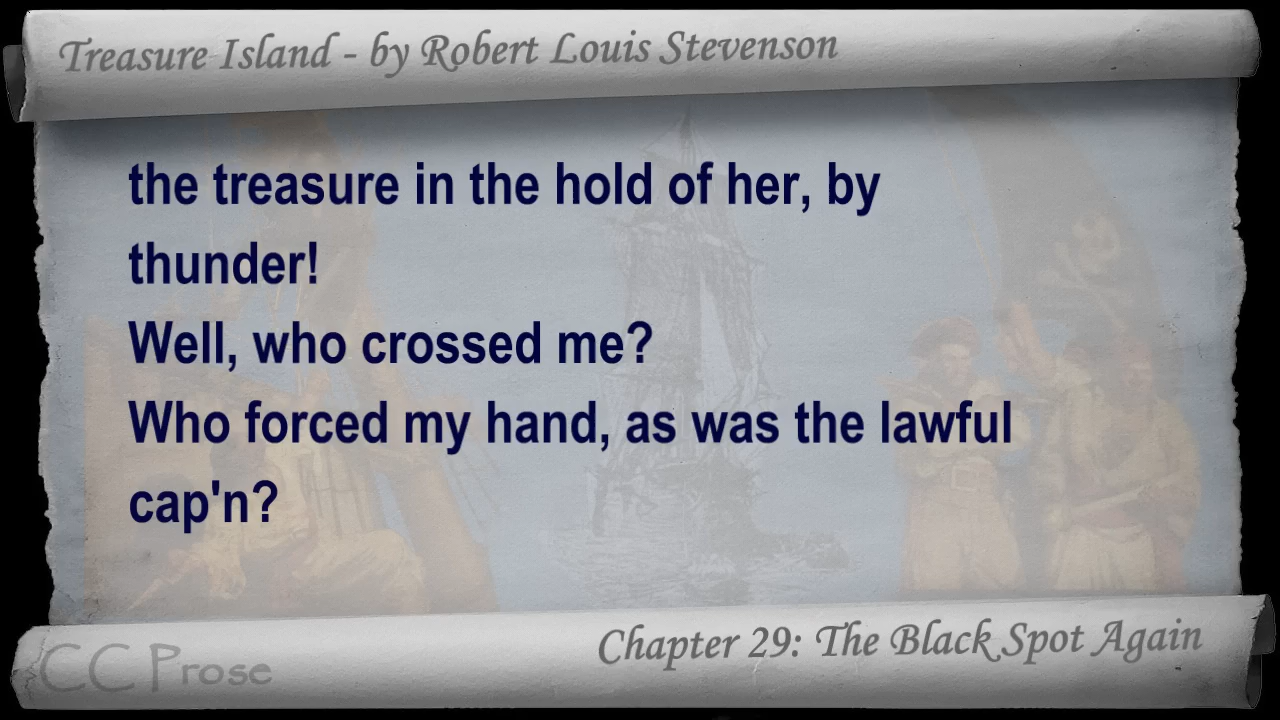 Treasure Island - by Robert Louis Stevenson
the treasure in the hold of her, by
thunder!
Well, who crossed me?
Who forced my hand, as was the lawful
cap'n?
Chapter 29: The Black Spot Again
CC Prose